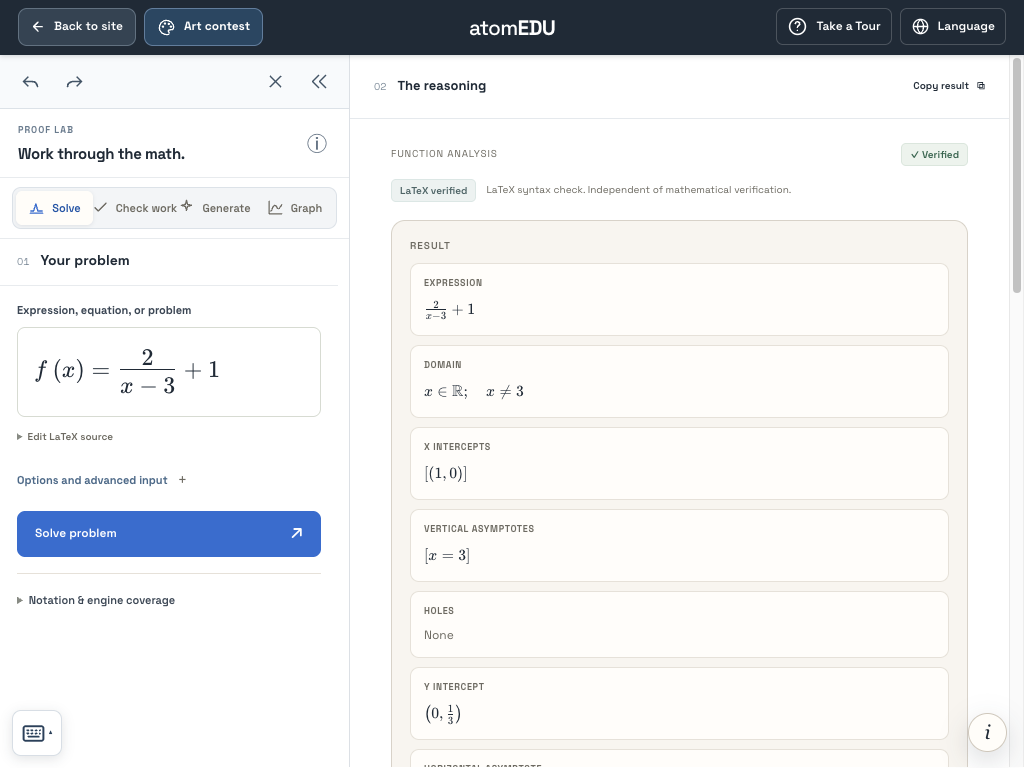 Back to site
Art contest
atomEDU
Take a Tour
Language
PROOF LAB
Work through the math.
Solve
Check work
Generate
Graph
01 Your problem
Expression, equation, or problem
f (x) = 2/(x − 3) + 1
Edit LaTeX source
Options and advanced input +
Solve problem
Notation & engine coverage
02 The reasoning
Copy result
FUNCTION ANALYSIS
✓ Verified
LaTeX verified
LaTeX syntax check. Independent of mathematical verification.
RESULT
EXPRESSION
2/(x−3) + 1
DOMAIN
x ∈ ℝ; x ≠ 3
X INTERCEPTS
[(1, 0)]
VERTICAL ASYMPTOTES
[x = 3]
HOLES
None
Y INTERCEPT
(0, 1/3)
HORIZONTAL ASYMPTOTE
i